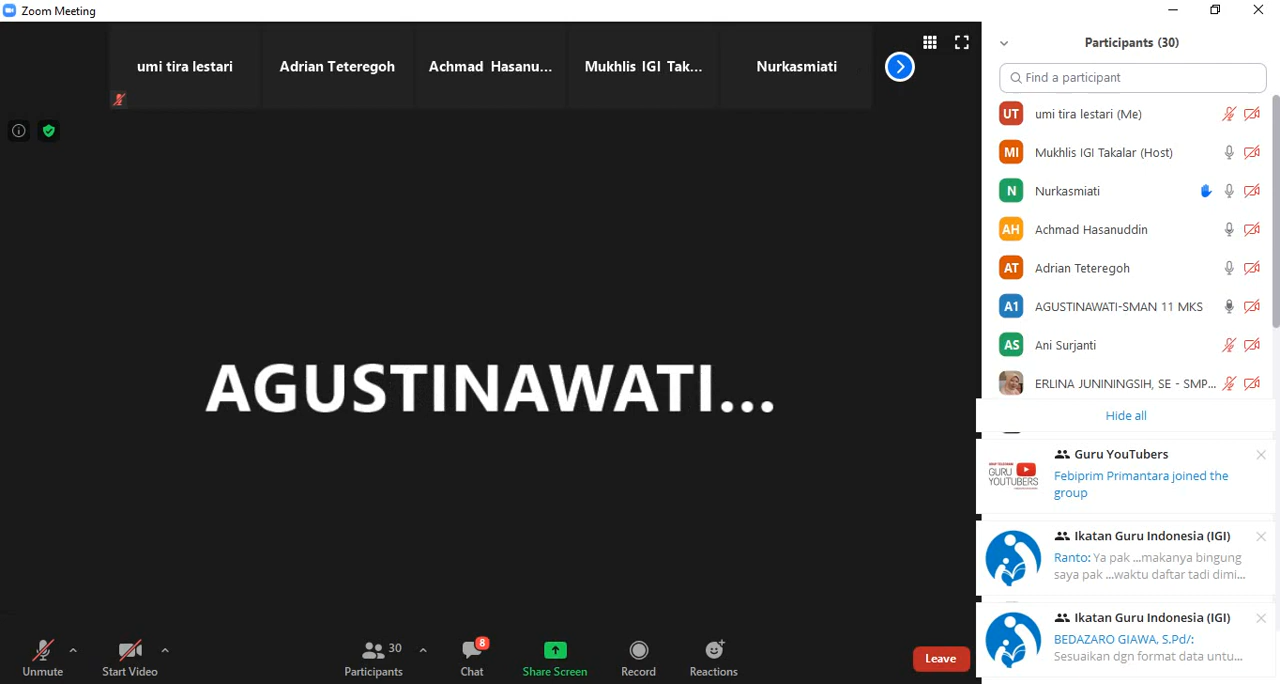 Zoom Meeting
umi tira lestari
Adrian Teteregoh
Achmad Hasanu...
Mukhlis IGI Tak...
Nurkasmiati
AGUSTINAWATI...
Unmute
Start Video
30
Participants
8
Chat
Share Screen
Record
Reactions
Leave
Participants (30)
Find a participant
UT umi tira lestari (Me)
MI Mukhlis IGI Takalar (Host)
N Nurkasmiati
AH Achmad Hasanuddin
AT Adrian Teteregoh
A1 AGUSTINAWATI-SMAN 11 MKS
AS Ani Surjanti
ERLINA JUNININGSIH, SE - SMP...
Hide all
GURU
YOUTUBERS
Guru YouTubers
Febiprim Primantara joined the
group
Ikatan Guru Indonesia (IGI)
Ranto: Ya pak ...makanya bingung
saya pak ...waktu daftar tadi dimi...
Ikatan Guru Indonesia (IGI)
BEDAZARO GIAWA, S.Pd/:
Sesuaikan dgn format data untu...